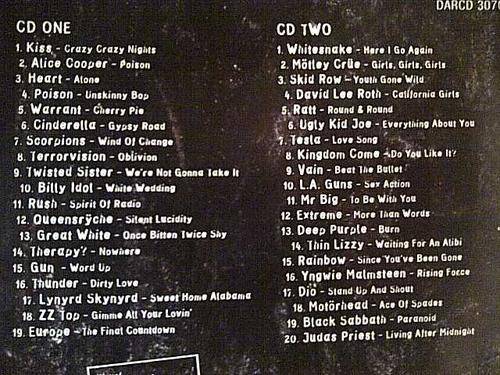 DARCD 307
CD ONE
1. Kiss - Crazy Crazy Nights
2. Alice Cooper - Poison
3. Heart - Alone
4. Poison - Unskinny Bop
5. Warrant - Cherry Pie
6. Cinderella - Gypsy Road
7. Scorpions - Wind Of Change
8. Terrorvision - Oblivion
9. Twisted Sister - We're Not Gonna Take It
10. Billy Idol - White Wedding
11. Rush - Spirit Of Radio
12. Queensrÿche - Silent Lucidity
13. Great White - Once Bitten Twice Shy
14. Therapy? - Nowhere
15. Gun - Word Up
16. Thunder - Dirty Love
17. Lynyrd Skynyrd - Sweet Home Alabama
18. ZZ Top - Gimme All Your Lovin'
19. Europe - The Final Countdown
CD TWO
1. Whitesnake - Here I Go Again
2. Mötley Crüe - Girls, Girls, Girls
3. Skid Row - Youth Gone Wild
4. David Lee Roth - California Girls
5. Ratt - Round & Round
6. Ugly Kid Joe - Everything About You
7. Tesla - Love Song
8. Kingdom Come - Do You Like It?
9. Vain - Beat The Bullet
10. L.A. Guns - Sex Action
11. Mr Big - To Be With You
12. Extreme - More Than Words
13. Deep Purple - Burn
14. Thin Lizzy - Waiting For An Alibi
15. Rainbow - Since You've Been Gone
16. Yngwie Malmsteen - Rising Force
17. Dio - Stand Up And Shout
18. Motörhead - Ace Of Spades
19. Black Sabbath - Paranoid
20. Judas Priest - Living After Midnight